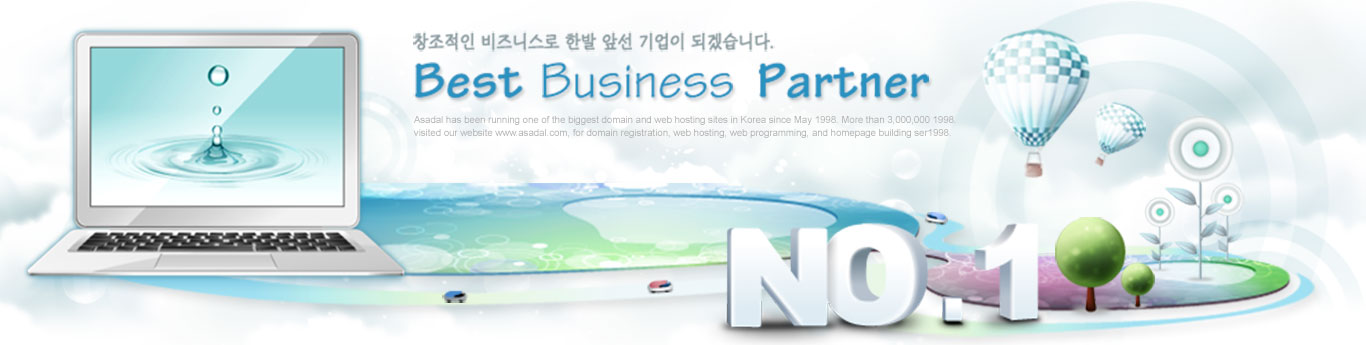 창조적인 비즈니스로 한발 앞선 기업이 되겠습니다.
Best Business Partner
Asadal has been running one of the biggest domain and web hosting sites in Korea since May 1998. More than 3,000,000 1998.
visited our website www.asadal.com, for domain registration, web hosting, web programming, and homepage building ser1998.
NO.1